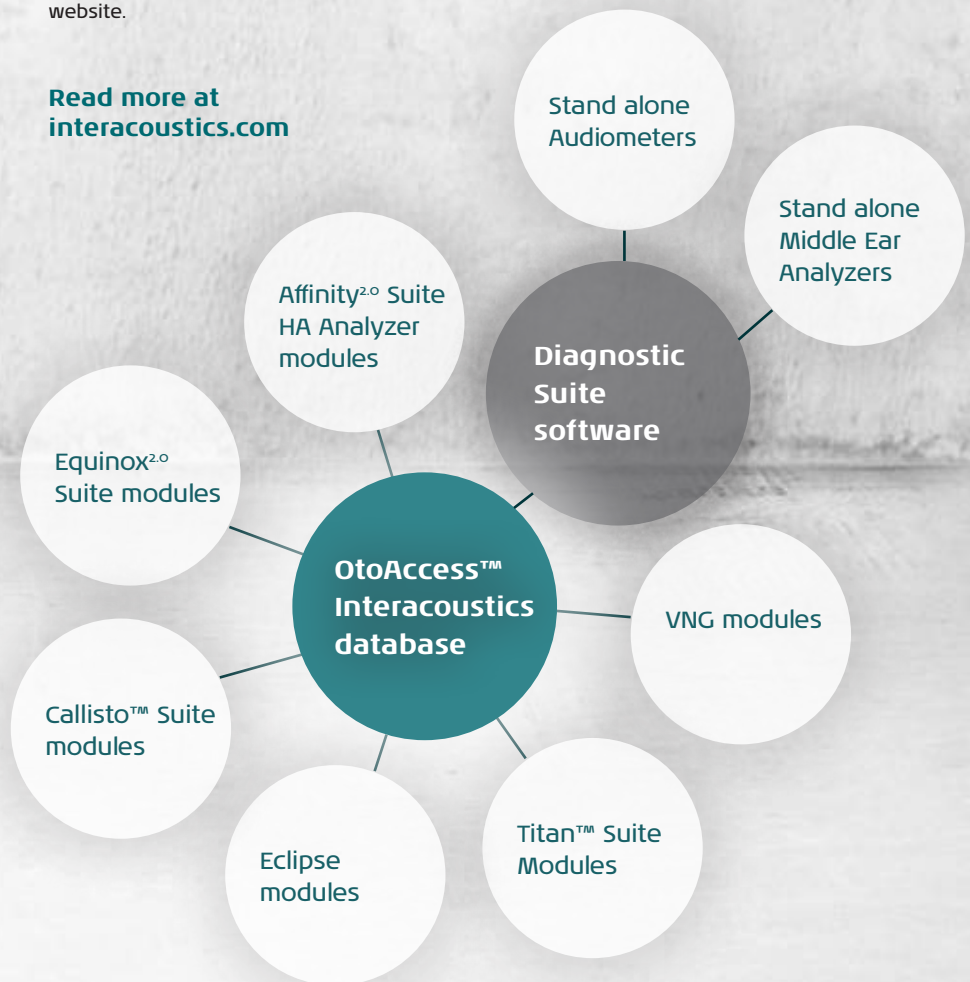 website.
Read more at
interacoustics.com
Stand alone
Audiometers
Stand alone
Middle Ear
Analyzers
Affinity²·⁰ Suite
HA Analyzer
modules
Diagnostic
Suite
software
Equinox²·⁰
Suite modules
OtoAccess™
Interacoustics
database
VNG modules
Callisto™ Suite
modules
Titan™ Suite
Modules
Eclipse
modules